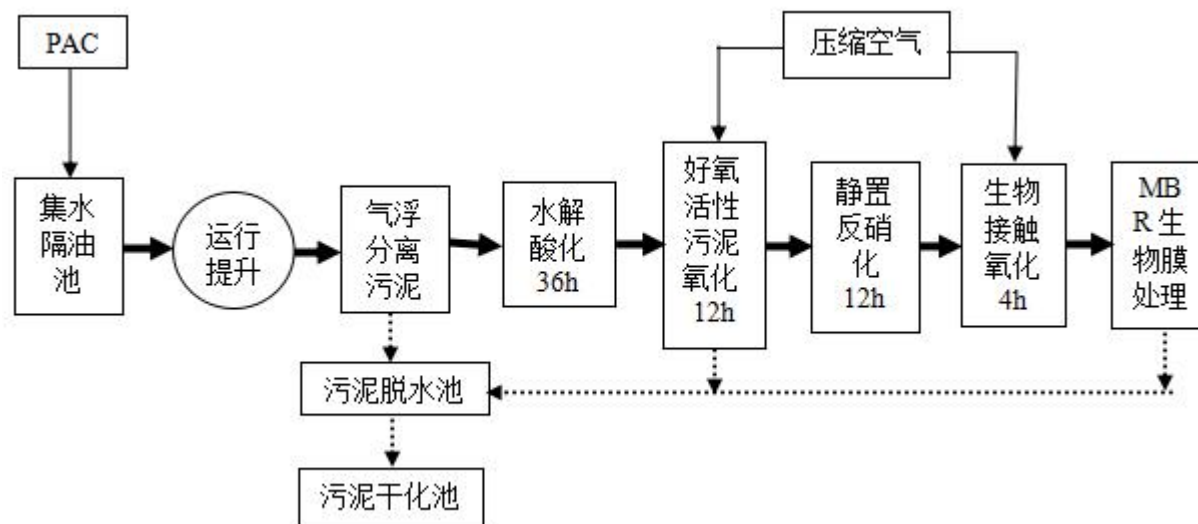 PAC
压缩空气
集水
隔油
池
运行
提升
气浮
分离
污泥
水解
酸化
36h
好氧
活性
污泥
氧化
12h
静置
反硝
化
12h
生物
接触
氧化
4h
MB
R 生
物膜
处理
污泥脱水池
污泥干化池